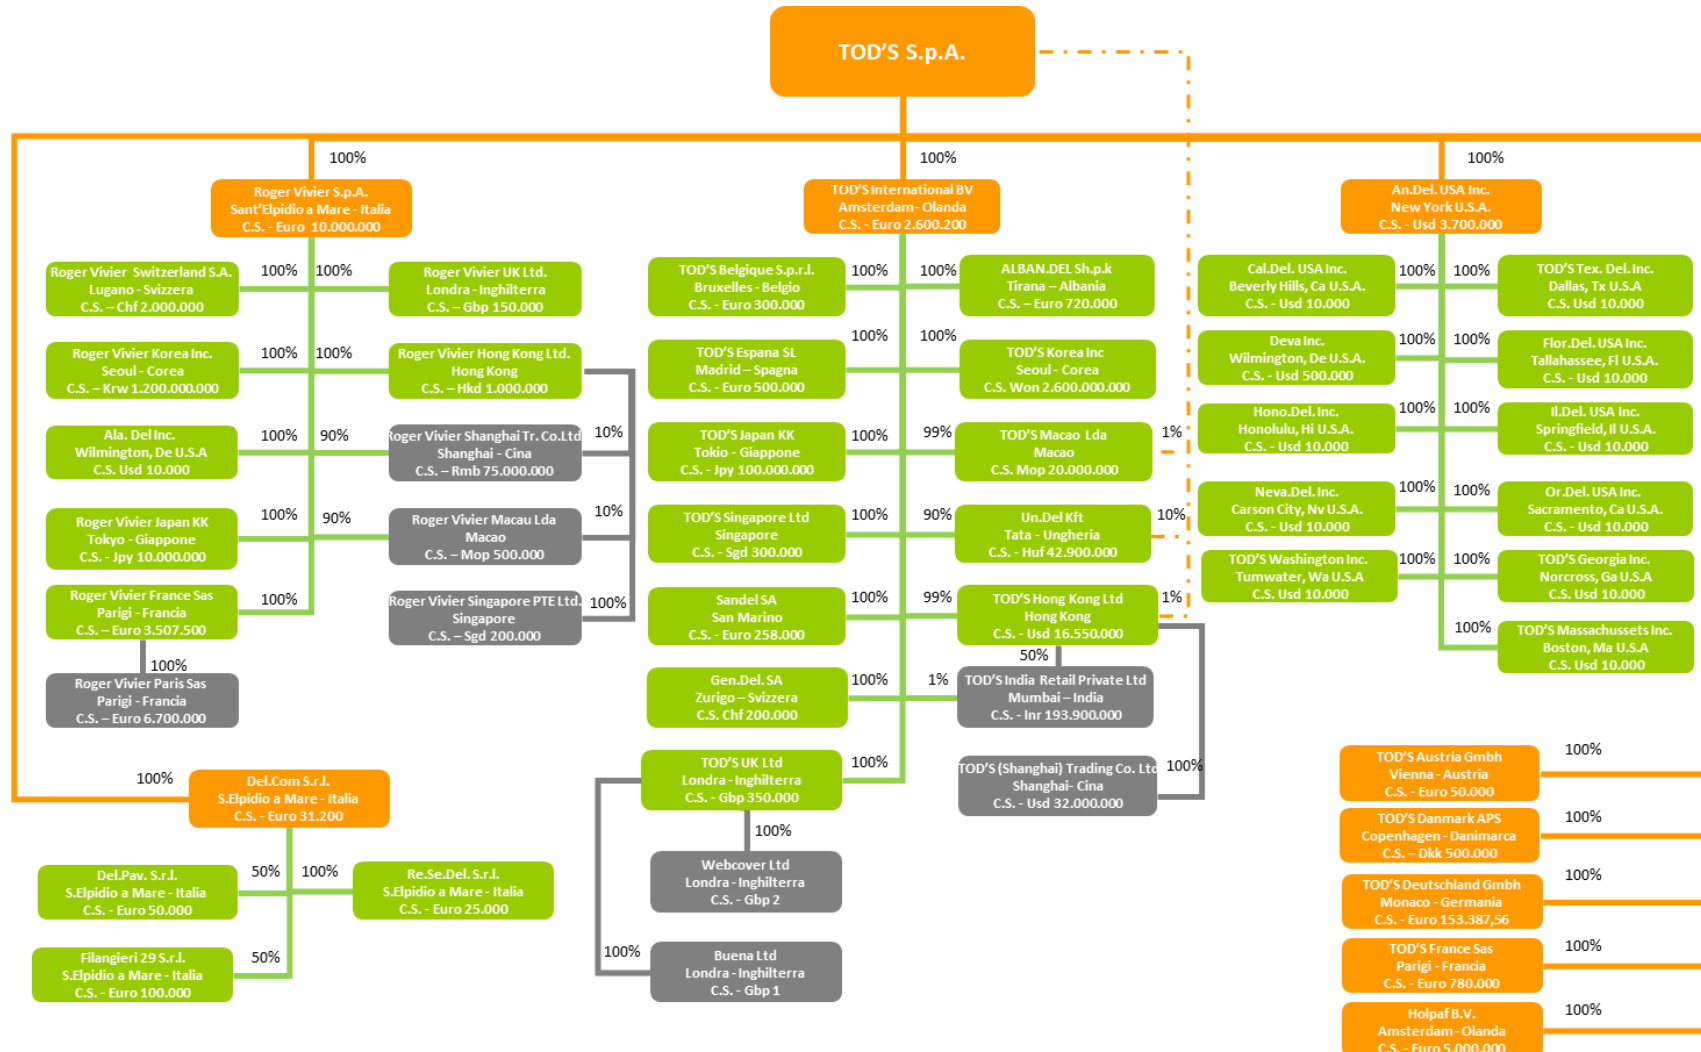 TOD'S S.p.A.
100%
100%
100%
Roger Vivier S.p.A.
Sant'Elpidio a Mare - Italia
C.S. - Euro 10.000.000
TOD'S International BV
Amsterdam - Olanda
C.S. - Euro 2.600.200
An.Del. USA Inc.
New York U.S.A.
C.S. - Usd 3.700.000
Roger Vivier Switzerland S.A.
Lugano - Svizzera
C.S. – Chf 2.000.000
100%
100%
Roger Vivier UK Ltd.
Londra - Inghilterra
C.S. – Gbp 150.000
Roger Vivier Korea Inc.
Seoul - Corea
C.S. – Krw 1.200.000.000
100%
100%
Roger Vivier Hong Kong Ltd.
Hong Kong
C.S. – Hkd 1.000.000
Ala. Del Inc.
Wilmington, De U.S.A
C.S. Usd 10.000
100%
90%
Roger Vivier Shanghai Tr. Co.Ltd
Shanghai - Cina
C.S. – Rmb 75.000.000
10%
Roger Vivier Japan KK
Tokyo - Giappone
C.S. - Jpy 10.000.000
100%
90%
Roger Vivier Macau Lda
Macao
C.S. – Mop 500.000
10%
Roger Vivier France Sas
Parigi - Francia
C.S. – Euro 3.507.500
100%
Roger Vivier Singapore PTE Ltd.
Singapore
C.S. – Sgd 200.000
100%
100%
Roger Vivier Paris Sas
Parigi - Francia
C.S. – Euro 6.700.000
100%
Del.Com S.r.l.
S.Elpidio a Mare - Italia
C.S. - Euro 31.200
Del.Pav. S.r.l.
S.Elpidio a Mare - Italia
C.S. - Euro 50.000
50%
100%
Re.Se.Del. S.r.l.
S.Elpidio a Mare - Italia
C.S. - Euro 25.000
Filangieri 29 S.r.l.
S.Elpidio a Mare - Italia
C.S. - Euro 100.000
50%
TOD'S Belgique S.p.r.l.
Bruxelles - Belgio
C.S. - Euro 300.000
100%
100%
ALBAN.DEL Sh.p.k
Tirana – Albania
C.S. – Euro 720.000
TOD'S Espana SL
Madrid – Spagna
C.S. - Euro 500.000
100%
100%
TOD'S Korea Inc
Seoul - Corea
C.S. Won 2.600.000.000
TOD'S Japan KK
Tokio - Giappone
C.S. - Jpy 100.000.000
100%
99%
TOD'S Macao Lda
Macao
C.S. Mop 20.000.000
1%
TOD'S Singapore Ltd
Singapore
C.S. - Sgd 300.000
100%
90%
Un.Del Kft
Tata - Ungheria
C.S. - Huf 42.900.000
10%
Sandel SA
San Marino
C.S. - Euro 258.000
100%
99%
TOD'S Hong Kong Ltd
Hong Kong
C.S. - Usd 16.550.000
1%
50%
Gen.Del. SA
Zurigo – Svizzera
C.S. Chf 200.000
100%
1%
TOD'S India Retail Private Ltd
Mumbai – India
C.S. - Inr 193.900.000
TOD'S UK Ltd
Londra - Inghilterra
C.S. - Gbp 350.000
100%
TOD'S (Shanghai) Trading Co. Ltd
Shanghai- Cina
C.S. - Usd 32.000.000
100%
100%
Webcover Ltd
Londra - Inghilterra
C.S. - Gbp 2
100%
Buena Ltd
Londra - Inghilterra
C.S. - Gbp 1
Cal.Del. USA Inc.
Beverly Hills, Ca U.S.A.
C.S. - Usd 10.000
100%
100%
TOD'S Tex. Del. Inc.
Dallas, Tx U.S.A
C.S. Usd 10.000
Deva Inc.
Wilmington, De U.S.A.
C.S. - Usd 500.000
100%
100%
Flor.Del. USA Inc.
Tallahassee, Fl U.S.A.
C.S. - Usd 10.000
Hono.Del. Inc.
Honolulu, Hi U.S.A.
C.S. - Usd 10.000
100%
100%
Il.Del. USA Inc.
Springfield, Il U.S.A.
C.S. - Usd 10.000
Neva.Del. Inc.
Carson City, Nv U.S.A.
C.S. - Usd 10.000
100%
100%
Or.Del. USA Inc.
Sacramento, Ca U.S.A.
C.S. - Usd 10.000
TOD'S Washington Inc.
Tumwater, Wa U.S.A
C.S. Usd 10.000
100%
100%
TOD'S Georgia Inc.
Norcross, Ga U.S.A
C.S. Usd 10.000
100%
TOD'S Massachussets Inc.
Boston, Ma U.S.A
C.S. Usd 10.000
TOD'S Austria Gmbh
Vienna - Austria
C.S. - Euro 50.000
100%
TOD'S Danmark APS
Copenhagen - Danimarca
C.S. – Dkk 500.000
100%
TOD'S Deutschland Gmbh
Monaco - Germania
C.S. - Euro 153.387,56
100%
TOD'S France Sas
Parigi - Francia
C.S. - Euro 780.000
100%
Holpaf B.V.
Amsterdam- Olanda
C.S. - Euro 5.000.000
100%